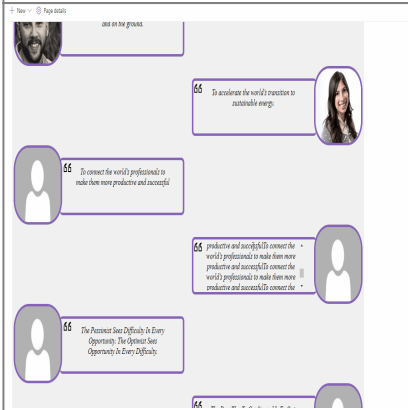 + New
Page details
and on the ground.
“ To accelerate the world's transition to
sustainable energy.
“ To connect the world's professionals to
make them more productive and successful
“ productive and successfulTo connect the
world's professionals to make them more
productive and successfulTo connect the
world's professionals to make them more
productive and successfulTo connect the
“ The Pessimist Sees Difficulty In Every
Opportunity. The Optimist Sees
Opportunity In Every Difficulty.
“